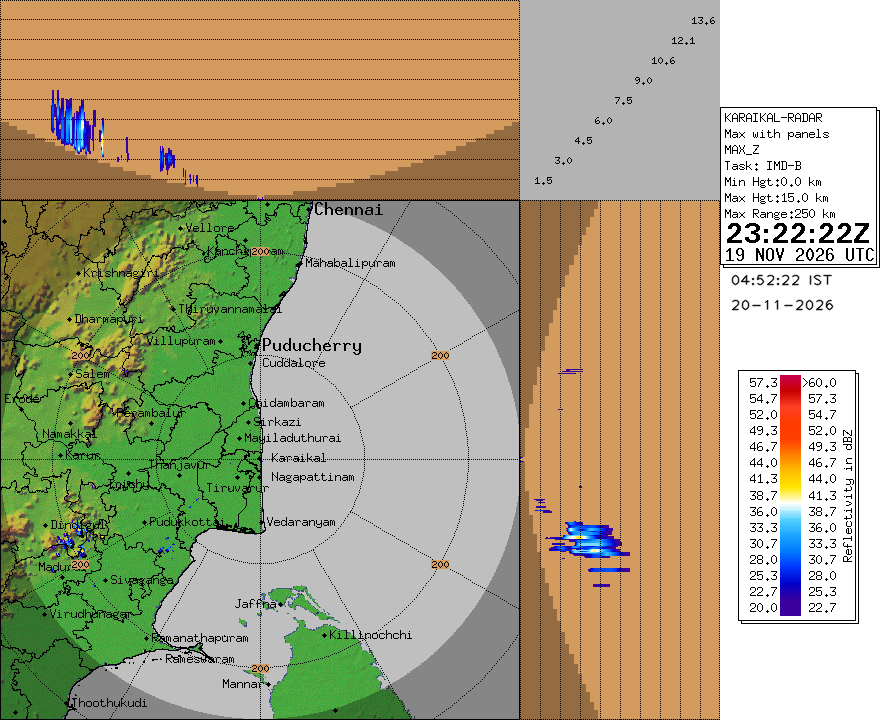 13.6
12.1
10.6
9.0
7.5
6.0
4.5
3.0
1.5
KARAIKAL-RADAR
Max with panels
MAX_Z
Task: IMD-B
Min Hgt:0.0 km
Max Hgt:15.0 km
Max Range:250 km
23:22:22Z
19 NOV 2026 UTC
04:52:22 IST
20-11-2026
Chennai
Vellore
200
Mahabalipuram
Krishnagiri
Thiruvannamalai
Dharmapuri
Villupuram
Puducherry
200
200
Cuddalore
Salem
Erode
Chidambaram
Perambalur
Sirkazi
Namakkal
Mayiladuthurai
Karur
Karaikal
Thanjavur
Nagapattinam
Tiruvarur
Dindigul
Pudukkottai
Vedaranyam
200
200
Madurai
Sivaganga
Jaffna
Virudhunagar
Ramanathapuram
Killinochchi
Rameswaram
200
Mannar
Thoothukudi
57.3 >60.0
54.7 57.3
52.0 54.7
49.3 52.0
46.7 49.3
44.0 46.7
41.3 44.0
38.7 41.3
36.0 38.7
33.3 36.0
30.7 33.3
28.0 30.7
25.3 28.0
22.7 25.3
20.0 22.7
Reflectivity in dBZ